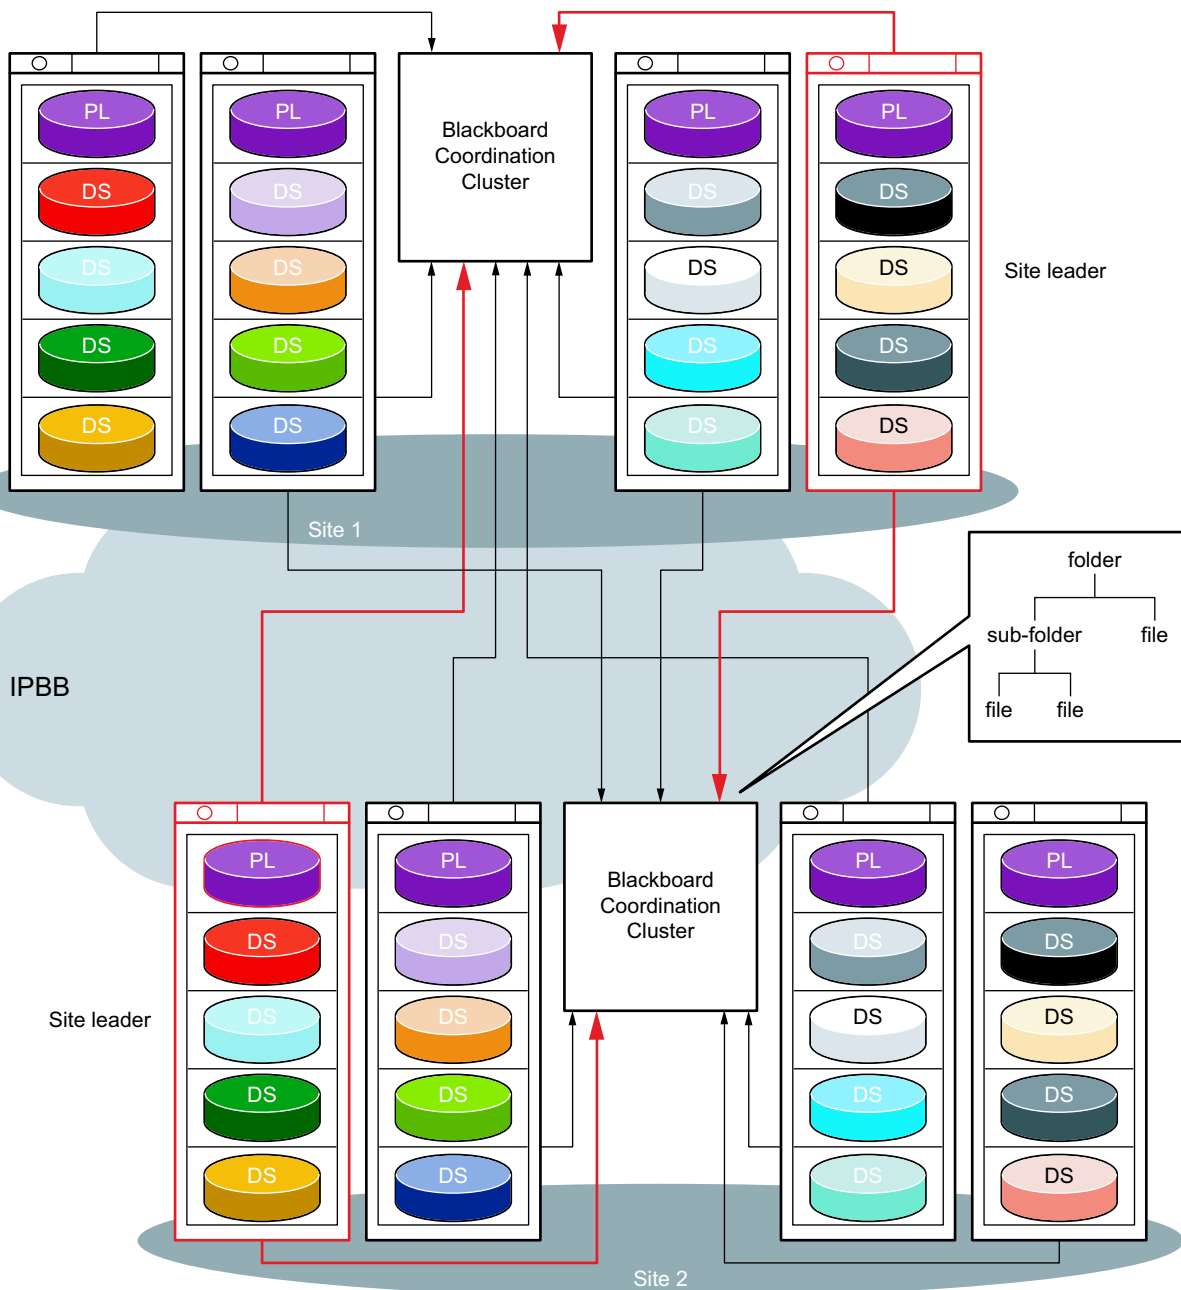 PL
DS
DS
DS
DS
PL
DS
DS
DS
DS
Blackboard
Coordination
Cluster
PL
DS
DS
DS
DS
PL
DS
DS
DS
DS
Site leader
Site 1
folder
sub-folder
file
file
file
IPBB
Site leader
PL
DS
DS
DS
DS
PL
DS
DS
DS
DS
Blackboard
Coordination
Cluster
PL
DS
DS
DS
DS
PL
DS
DS
DS
DS
Site 2